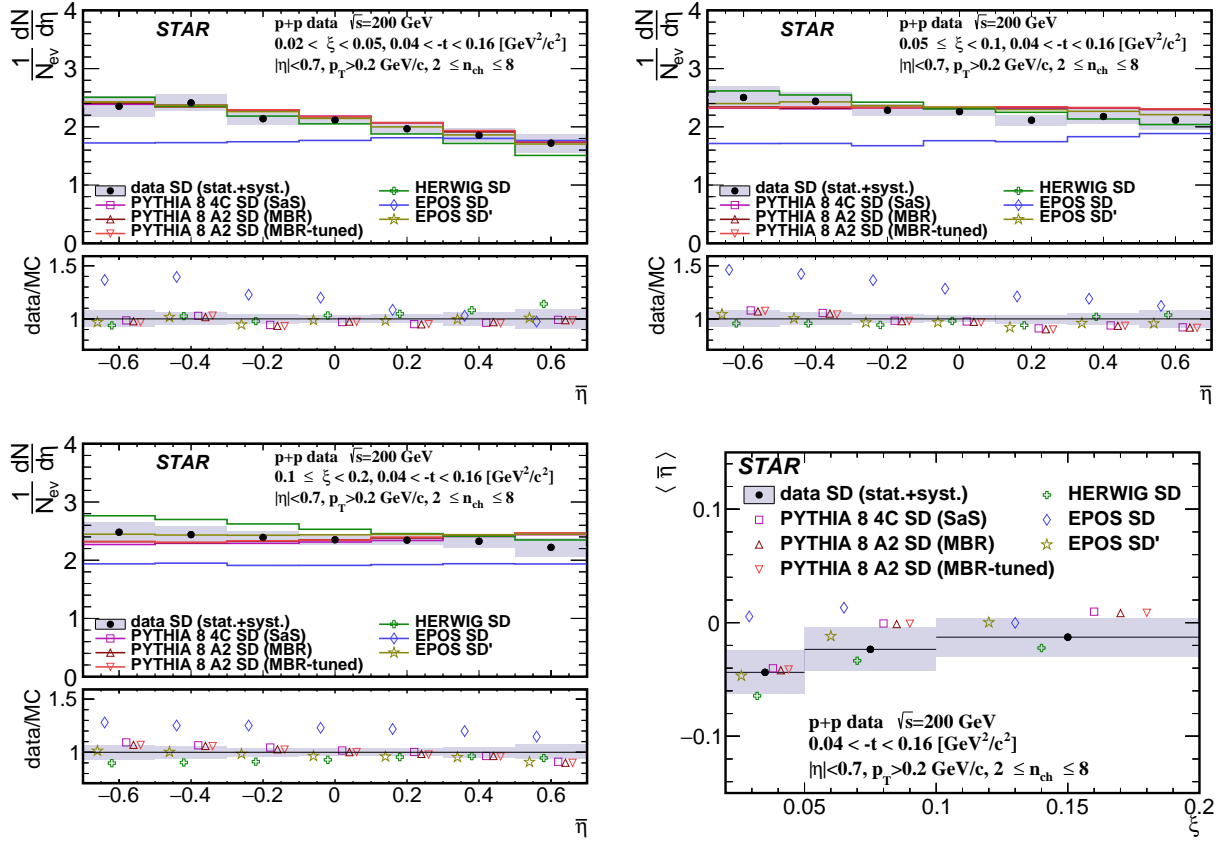 1/N_ev dN/dη̄
STAR
p+p data √s=200 GeV
0.02 < ξ < 0.05, 0.04 < -t < 0.16 [GeV²/c²]
|η|<0.7, p_T>0.2 GeV/c, 2 ≤ n_ch ≤ 8
4
3
2
1
0
data SD (stat.+syst.)
PYTHIA 8 4C SD (SaS)
PYTHIA 8 A2 SD (MBR)
PYTHIA 8 A2 SD (MBR-tuned)
HERWIG SD
EPOS SD
EPOS SD'
data/MC
1.5
1
−0.6 −0.4 −0.2 0 0.2 0.4 0.6
η̄
1/N_ev dN/dη̄
STAR
p+p data √s=200 GeV
0.05 ≤ ξ < 0.1, 0.04 < -t < 0.16 [GeV²/c²]
|η|<0.7, p_T>0.2 GeV/c, 2 ≤ n_ch ≤ 8
4
3
2
1
0
data SD (stat.+syst.)
PYTHIA 8 4C SD (SaS)
PYTHIA 8 A2 SD (MBR)
PYTHIA 8 A2 SD (MBR-tuned)
HERWIG SD
EPOS SD
EPOS SD'
data/MC
1.5
1
−0.6 −0.4 −0.2 0 0.2 0.4 0.6
η̄
1/N_ev dN/dη̄
STAR
p+p data √s=200 GeV
0.1 ≤ ξ < 0.2, 0.04 < -t < 0.16 [GeV²/c²]
|η|<0.7, p_T>0.2 GeV/c, 2 ≤ n_ch ≤ 8
4
3
2
1
0
data SD (stat.+syst.)
PYTHIA 8 4C SD (SaS)
PYTHIA 8 A2 SD (MBR)
PYTHIA 8 A2 SD (MBR-tuned)
HERWIG SD
EPOS SD
EPOS SD'
data/MC
1.5
1
−0.6 −0.4 −0.2 0 0.2 0.4 0.6
η̄
⟨ η̄ ⟩
STAR
data SD (stat.+syst.)
PYTHIA 8 4C SD (SaS)
PYTHIA 8 A2 SD (MBR)
PYTHIA 8 A2 SD (MBR-tuned)
HERWIG SD
EPOS SD
EPOS SD'
0.1
0
−0.1
p+p data √s=200 GeV
0.04 < -t < 0.16 [GeV²/c²]
|η|<0.7, p_T>0.2 GeV/c, 2 ≤ n_ch ≤ 8
0.05 0.1 0.15 0.2
ξ